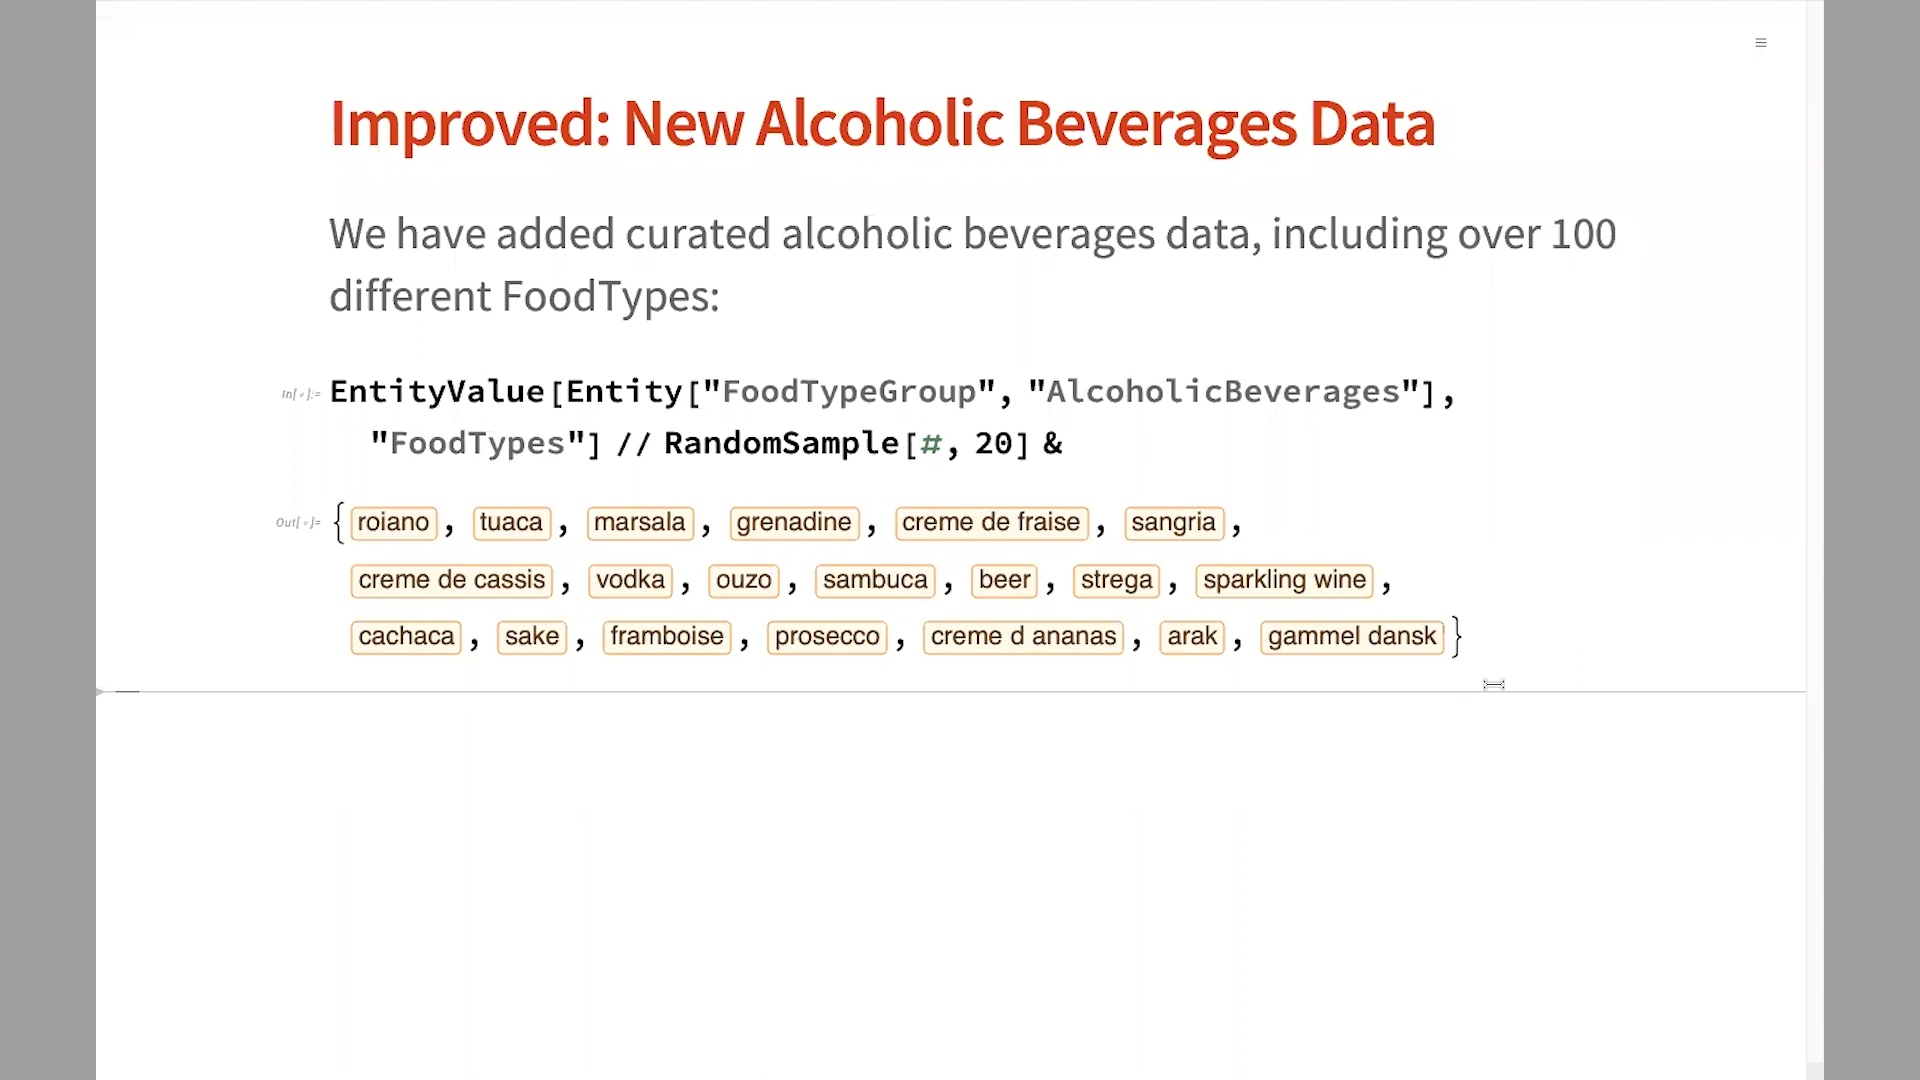 Improved: New Alcoholic Beverages Data
We have added curated alcoholic beverages data, including over 100
different FoodTypes:
In[◦]:= EntityValue[Entity["FoodTypeGroup", "AlcoholicBeverages"],
"FoodTypes"] // RandomSample[#, 20] &
Out[◦]= {roiano, tuaca, marsala, grenadine, creme de fraise, sangria,
creme de cassis, vodka, ouzo, sambuca, beer, strega, sparkling wine,
cachaca, sake, framboise, prosecco, creme d ananas, arak, gammel dansk}